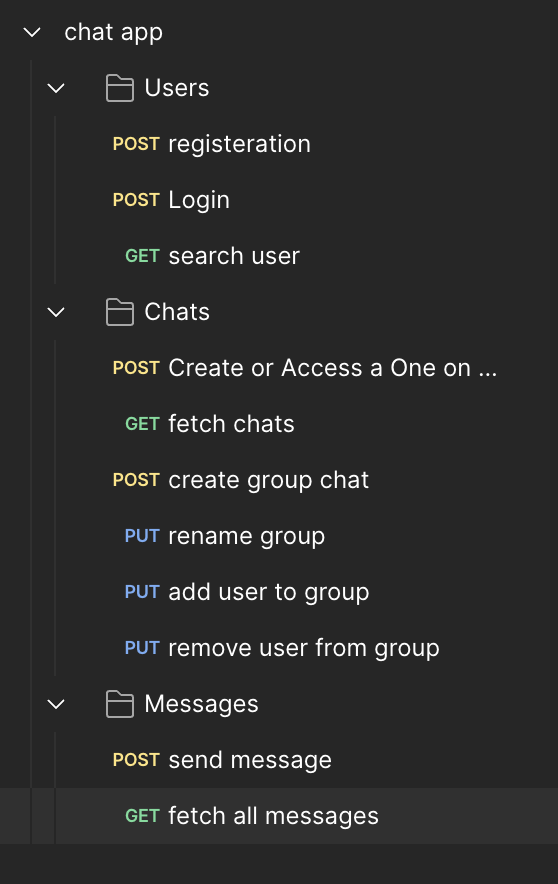 chat app
Users
POST registeration
POST Login
GET search user
Chats
POST Create or Access a One on ...
GET fetch chats
POST create group chat
PUT rename group
PUT add user to group
PUT remove user from group
Messages
POST send message
GET fetch all messages